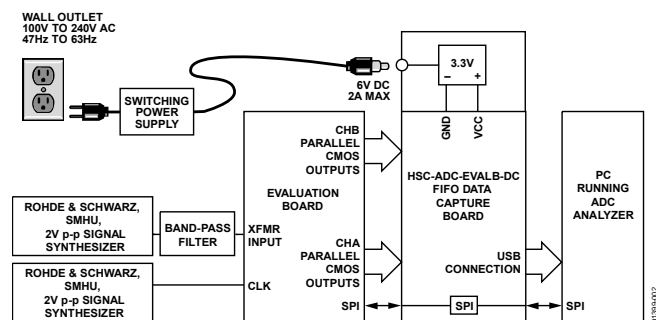 WALL OUTLET
100V TO 240V AC
47Hz TO 63Hz
SWITCHING
POWER
SUPPLY
6V DC
2A MAX
3.3V
– +
GND
VCC
CHB
PARALLEL
CMOS
OUTPUTS
EVALUATION
BOARD
HSC-ADC-EVALB-DC
FIFO DATA
CAPTURE
BOARD
PC
RUNNING
ADC
ANALYZER
ROHDE & SCHWARZ,
SMHU,
2V p-p SIGNAL
SYNTHESIZER
BAND-PASS
FILTER
XFMR
INPUT
CHA
PARALLEL
CMOS
OUTPUTS
USB
CONNECTION
ROHDE & SCHWARZ,
SMHU,
2V p-p SIGNAL
SYNTHESIZER
CLK
SPI
SPI
SPI